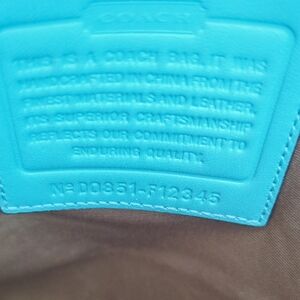 COACH
THIS IS A COACH BAG. IT WAS
HANDCRAFTED IN CHINA FROM THE
FINEST MATERIALS AND LEATHER.
ITS SUPERIOR CRAFTSMANSHIP
REFLECTS OUR COMMITMENT TO
ENDURING QUALITY.
Nº D0851-F12345